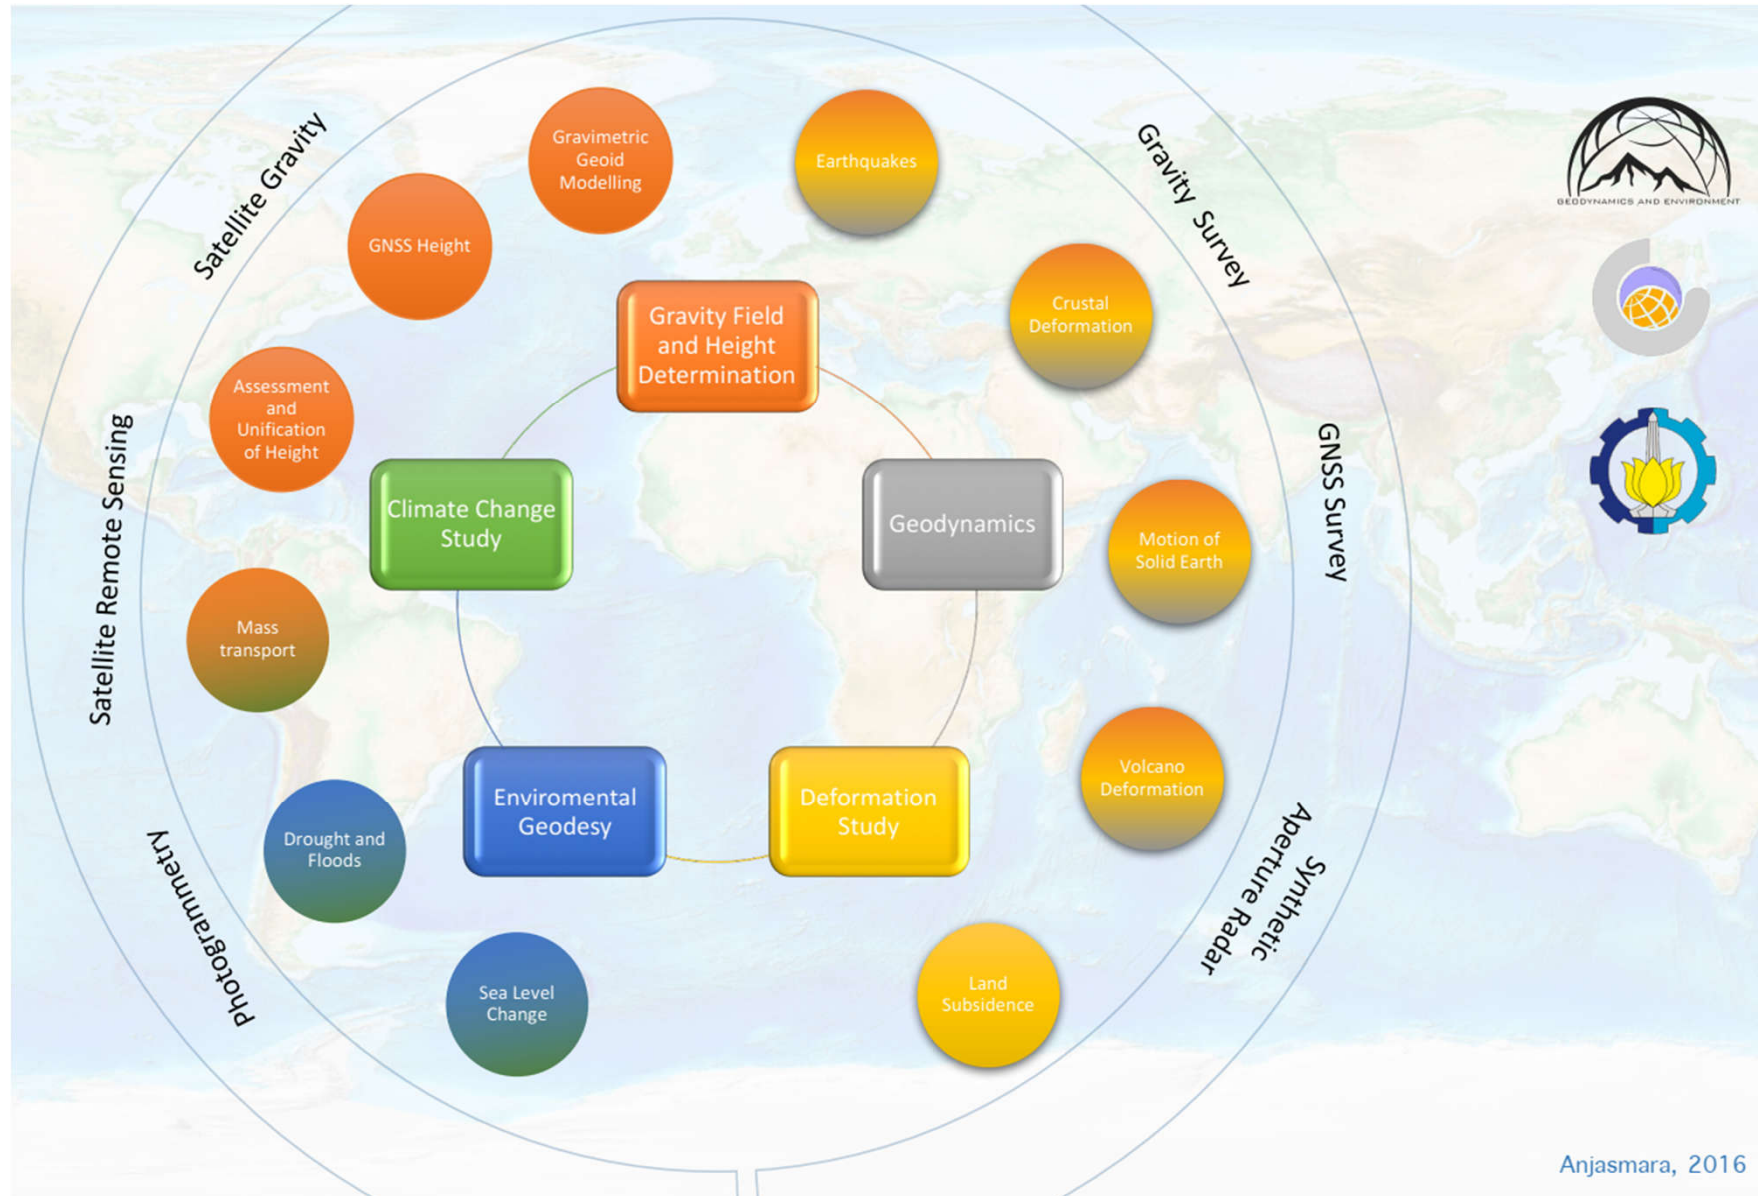 Satellite Gravity
Gravimetric
Geoid
Modelling
Earthquakes
Gravity Survey
GEODYNAMICS AND ENVIRONMENT
GNSS Height
Crustal
Deformation
Gravity Field
and Height
Determination
Assessment
and
Unification
of Height
Satellite Remote Sensing
Climate Change
Study
Geodynamics
Motion of
Solid Earth
GNSS Survey
Mass
transport
Volcano
Deformation
Enviromental
Geodesy
Deformation
Study
Drought and
Floods
Photogrammetry
Synthetic
Aperture Radar
Sea Level
Change
Land
Subsidence
Anjasmara, 2016